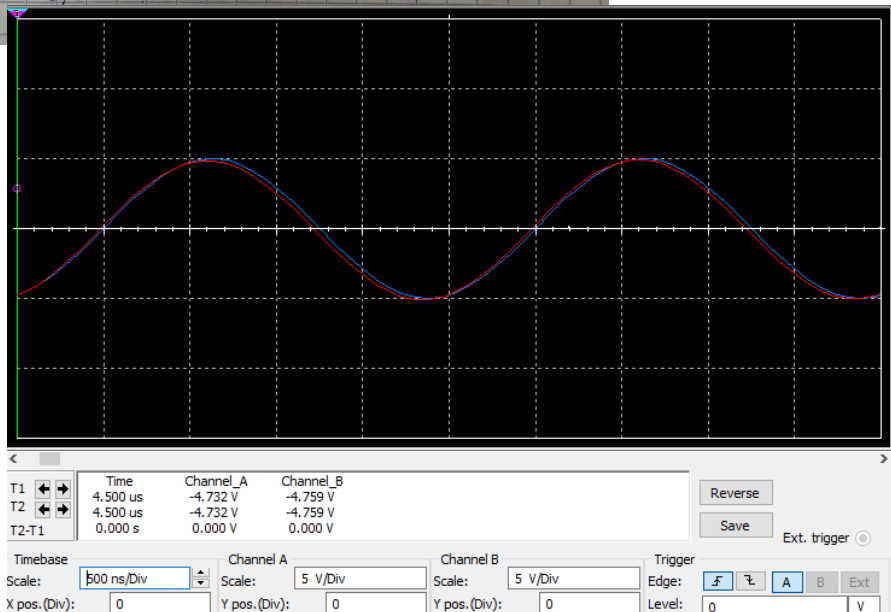 Time Channel_A Channel_B
T1 4.500 us -4.732 V -4.759 V
T2 4.500 us -4.732 V -4.759 V
T2-T1 0.000 s 0.000 V 0.000 V
Reverse
Save
Ext. trigger
Timebase
Scale: 500 ns/Div
X pos.(Div): 0
Channel A
Scale: 5 V/Div
Y pos.(Div): 0
Channel B
Scale: 5 V/Div
Y pos.(Div): 0
Trigger
Edge: A B Ext
Level: 0 V